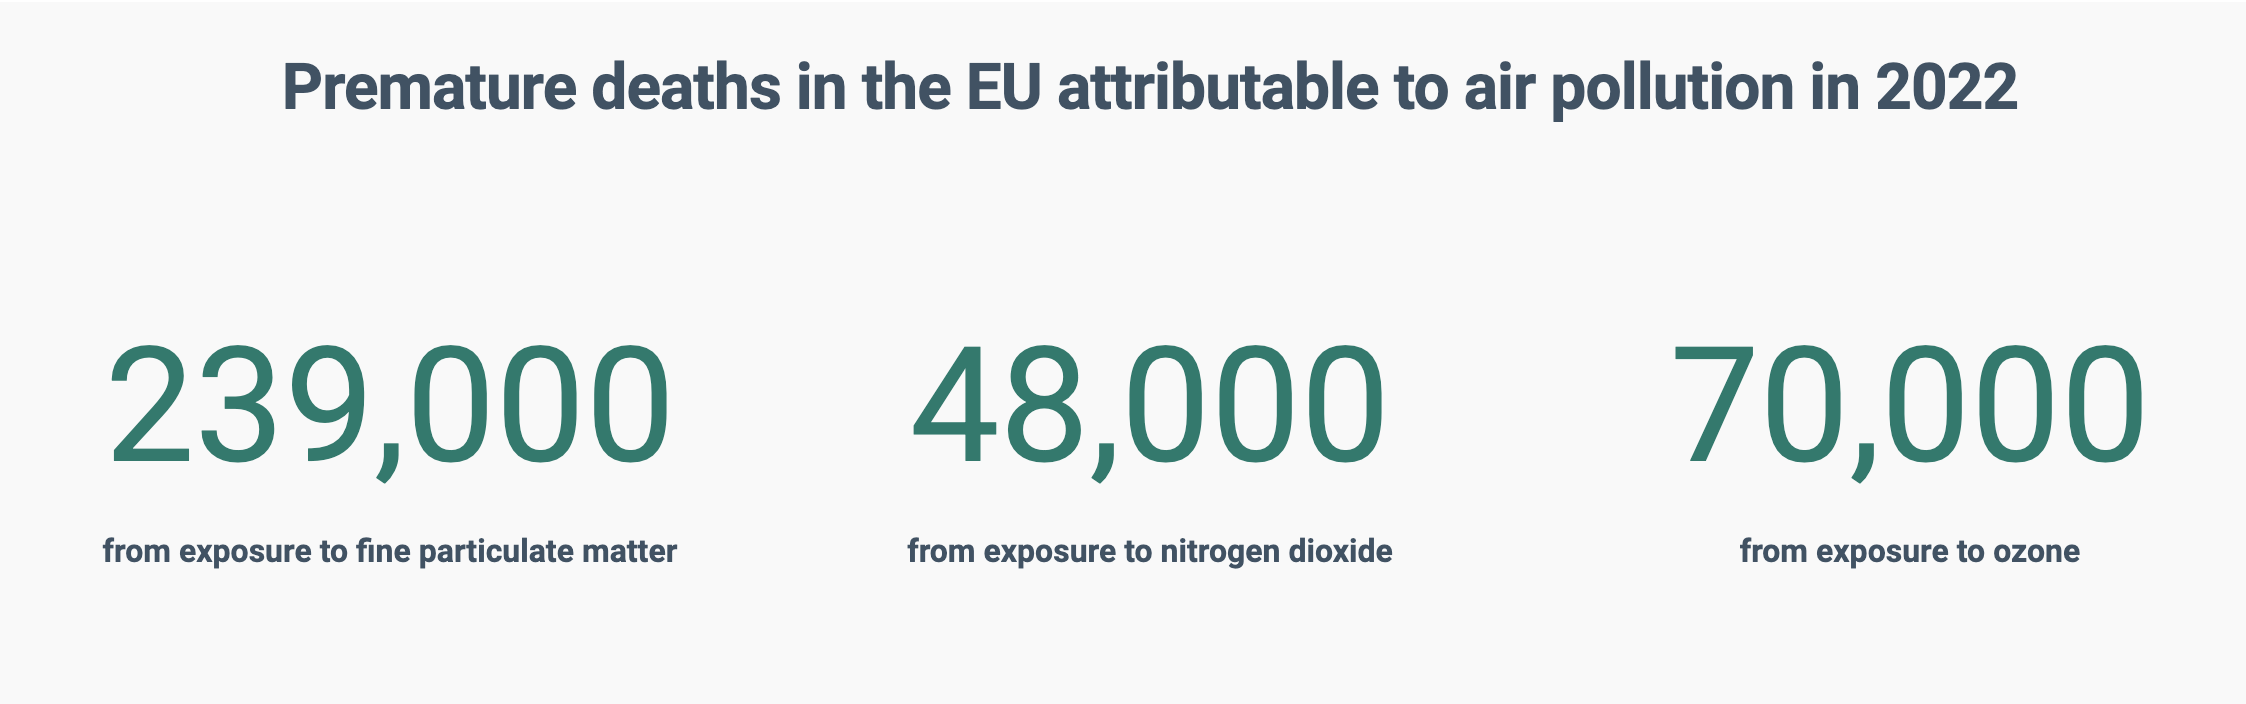 Premature deaths in the EU attributable to air pollution in 2022
239,000
from exposure to fine particulate matter
48,000
from exposure to nitrogen dioxide
70,000
from exposure to ozone